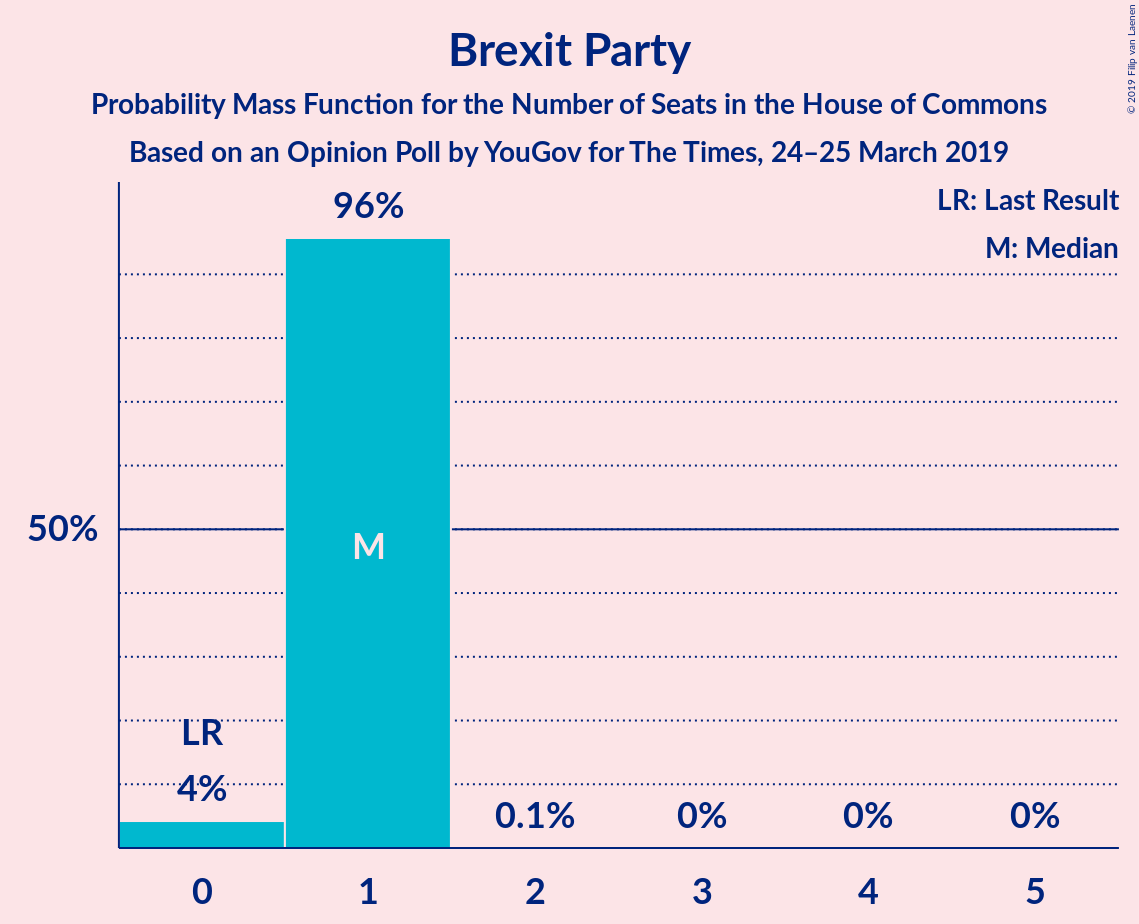 Brexit Party
Probability Mass Function for the Number of Seats in the House of Commons
Based on an Opinion Poll by YouGov for The Times, 24–25 March 2019
© 2019 Filip van Laenen
LR: Last Result
M: Median
96%
50%
M
LR
4%
0.1%
0%
0%
0%
0
1
2
3
4
5